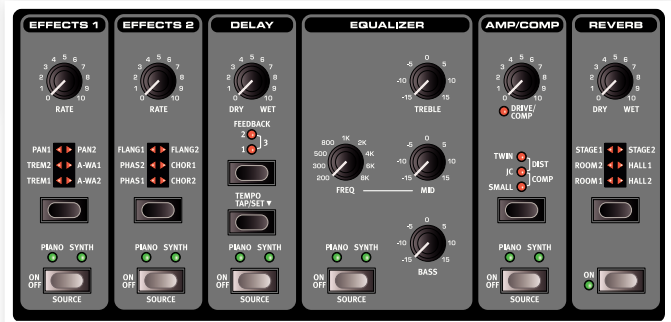 EFFECTS 1
0 1 2 3 4 5 6 7 8 9 10
RATE
PAN1 PAN2
TREM2 A-WA1
TREM1 A-WA2
PIANO SYNTH
ON
OFF
SOURCE
EFFECTS 2
0 1 2 3 4 5 6 7 8 9 10
RATE
FLANG1 FLANG2
PHAS2 CHOR1
PHAS1 CHOR2
PIANO SYNTH
ON
OFF
SOURCE
DELAY
0 1 2 3 4 5 6 7 8 9 10
DRY WET
FEEDBACK
2
1 3
TEMPO
TAP/SET ▼
PIANO SYNTH
ON
OFF
SOURCE
EQUALIZER
-15 -10 -5 5 10 15
TREBLE
200 300 500 800 1K 2K 4K 6K 8K
FREQ
-15 -10 -5 5 10 15
MID
-15 -10 -5 5 10 15
BASS
PIANO SYNTH
ON
OFF
SOURCE
AMP/COMP
0 1 2 3 4 5 6 7 8 9 10
DRIVE/
COMP
TWIN
JC
SMALL
DIST
COMP
PIANO SYNTH
ON
OFF
SOURCE
REVERB
0 1 2 3 4 5 6 7 8 9 10
DRY WET
STAGE1 STAGE2
ROOM2 HALL1
ROOM1 HALL2
ON